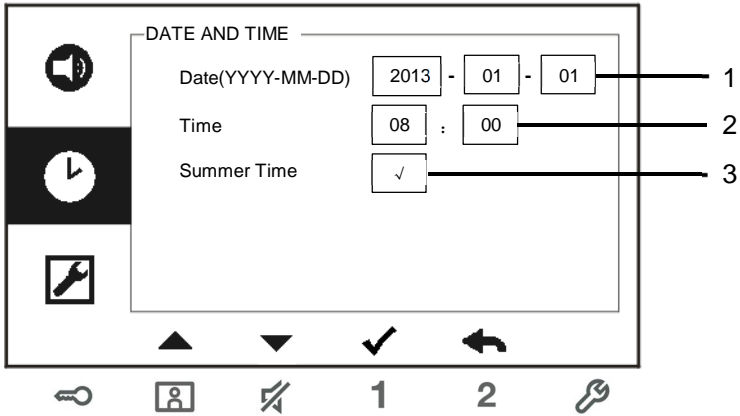 DATE AND TIME
Date(YYYY-MM-DD) 2013 - 01 - 01 1
Time 08 : 00 2
Summer Time √ 3
1 2